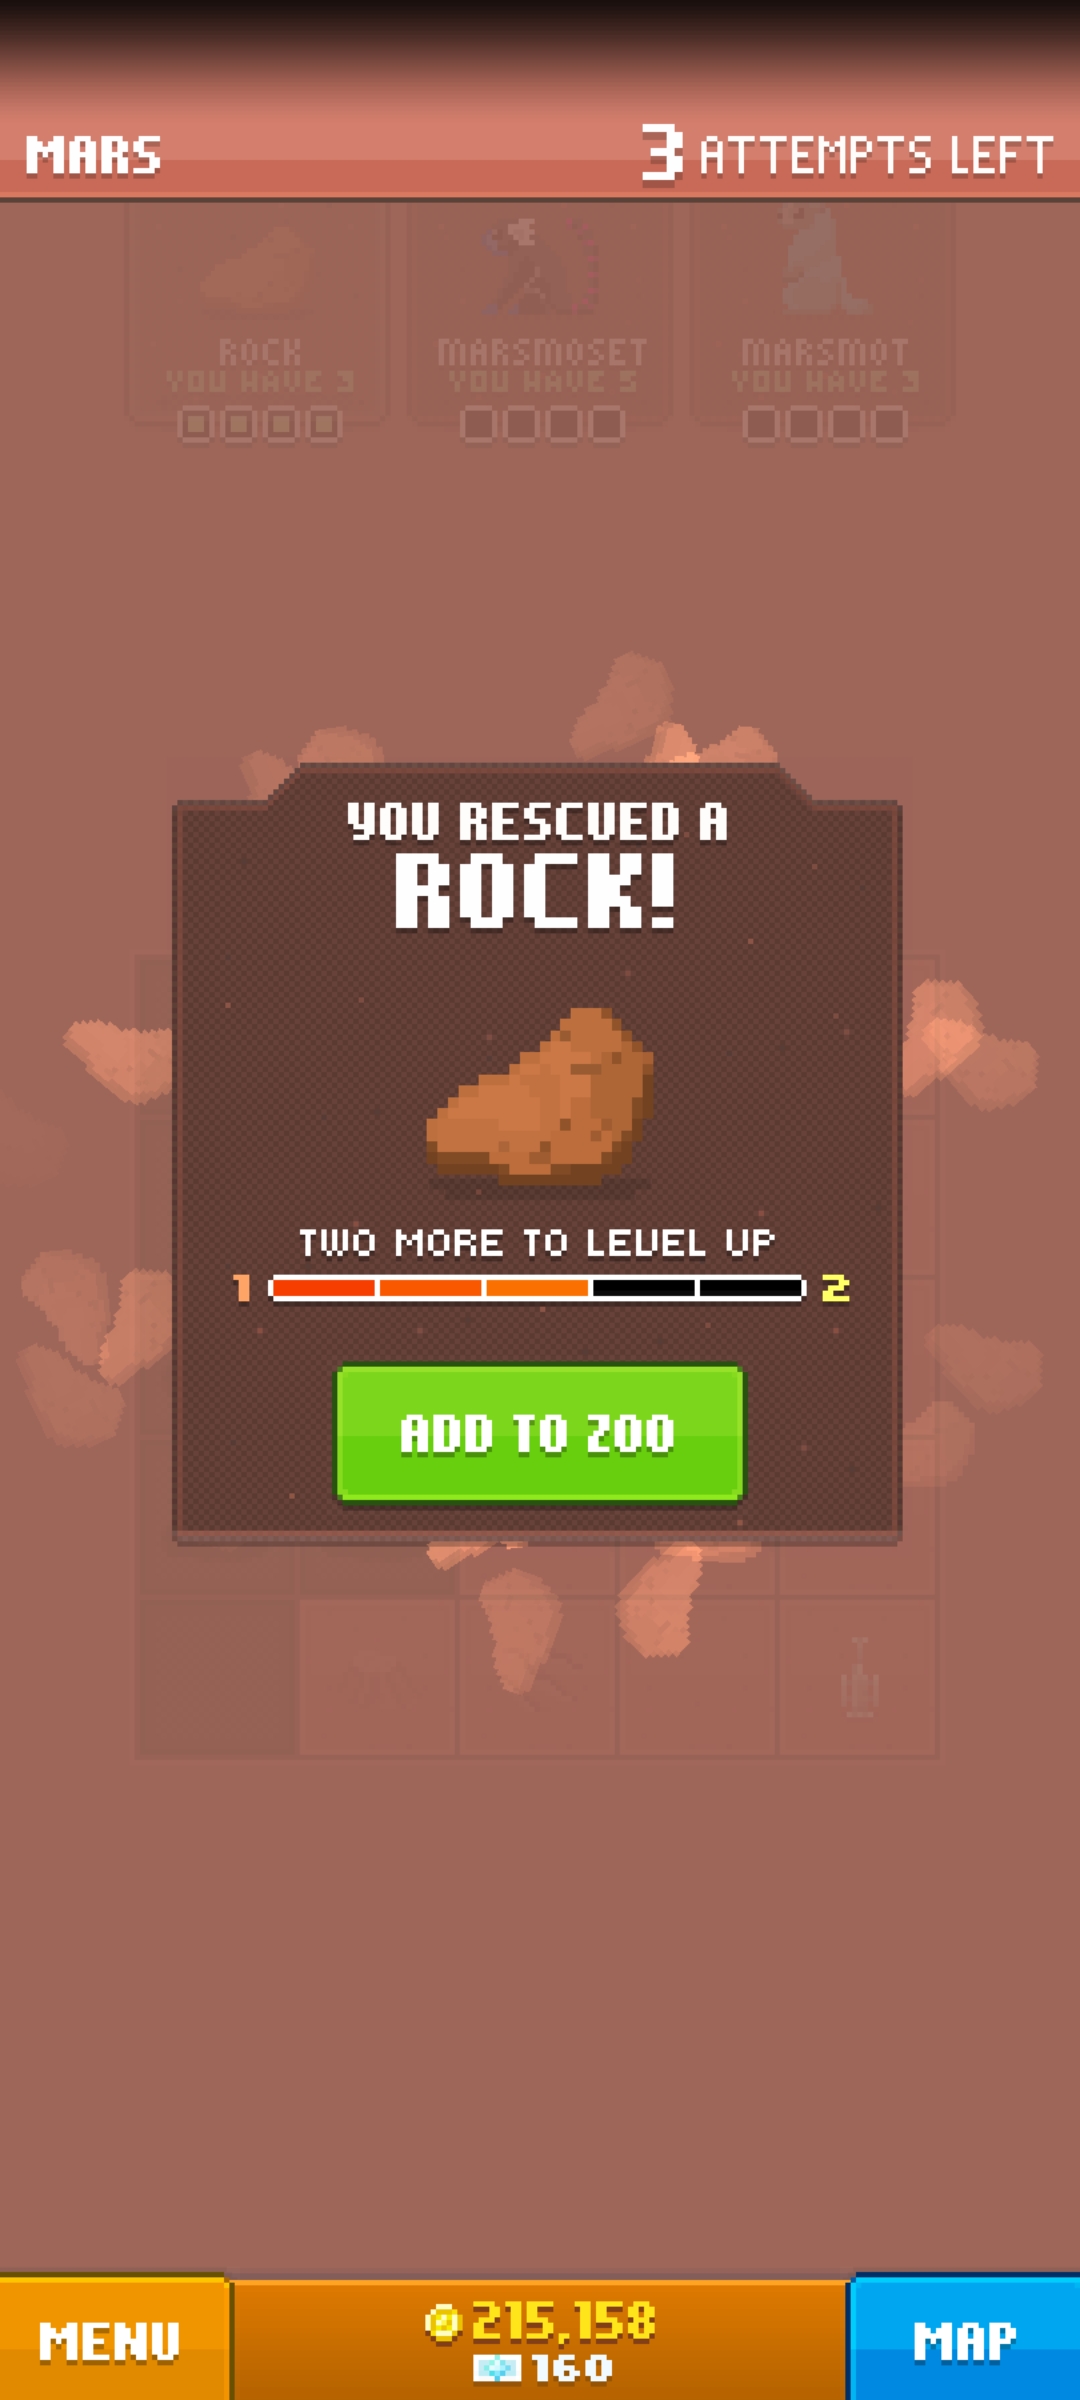 MARS
3 ATTEMPTS LEFT
ROCK
YOU HAVE 3
MARSMOSET
YOU HAVE 5
MARSMOT
YOU HAVE 3
YOU RESCUED A
ROCK!
TWO MORE TO LEVEL UP
1
2
ADD TO ZOO
MENU
215,158
160
MAP